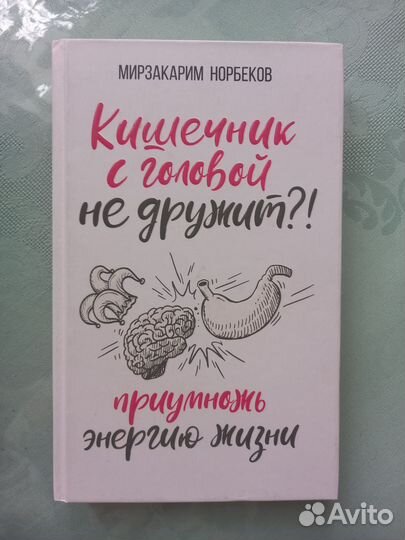 МИРЗАКАРИМ НОРБЕКОВ
Кишечник
с головой
не дружит?!
приумножь
энергию жизни
Avito